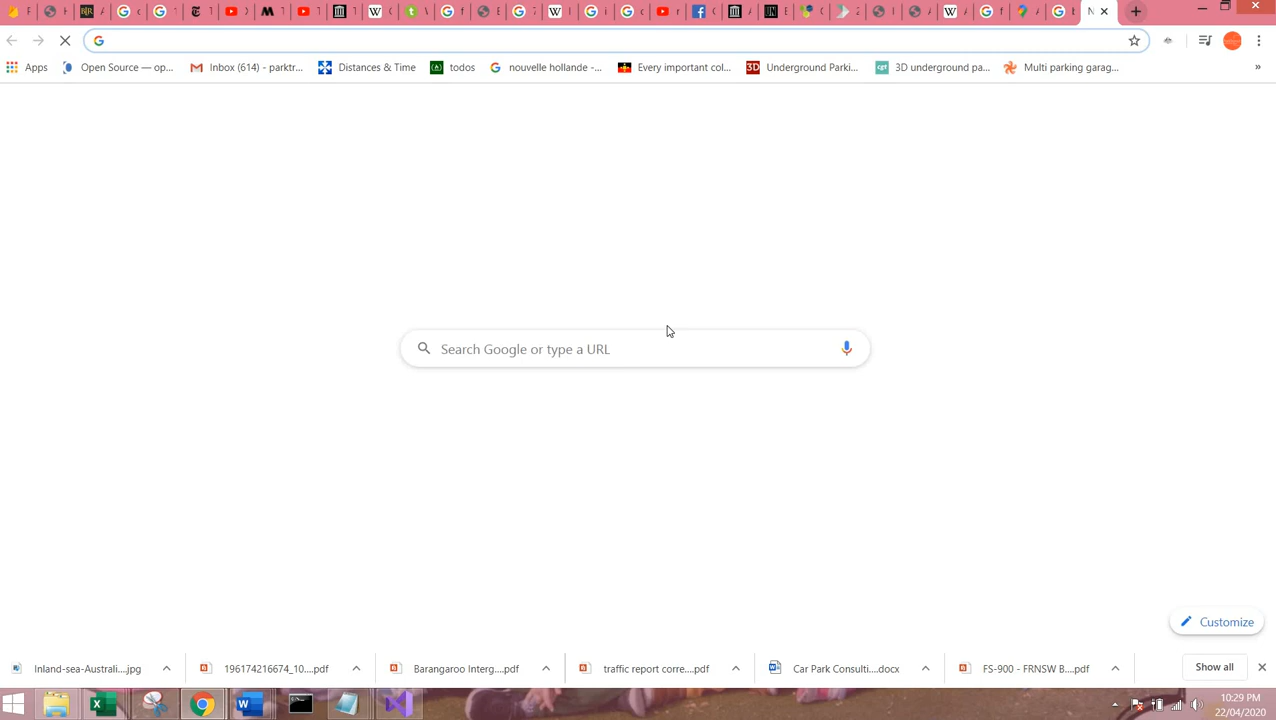 Apps
Open Source — op...
Inbox (614) - parktr...
Distances & Time
todos
nouvelle hollande -...
Every important col...
3D
Underground Parki...
cpt
3D underground pa...
Multi parking garag...
»
Search Google or type a URL
Customize
Inland-sea-Australi....jpg
196174216674_10....pdf
Barangaroo Interg....pdf
traffic report corre....pdf
Car Park Consulti....docx
FS-900 - FRNSW B....pdf
Show all
10:29 PM
22/04/2020